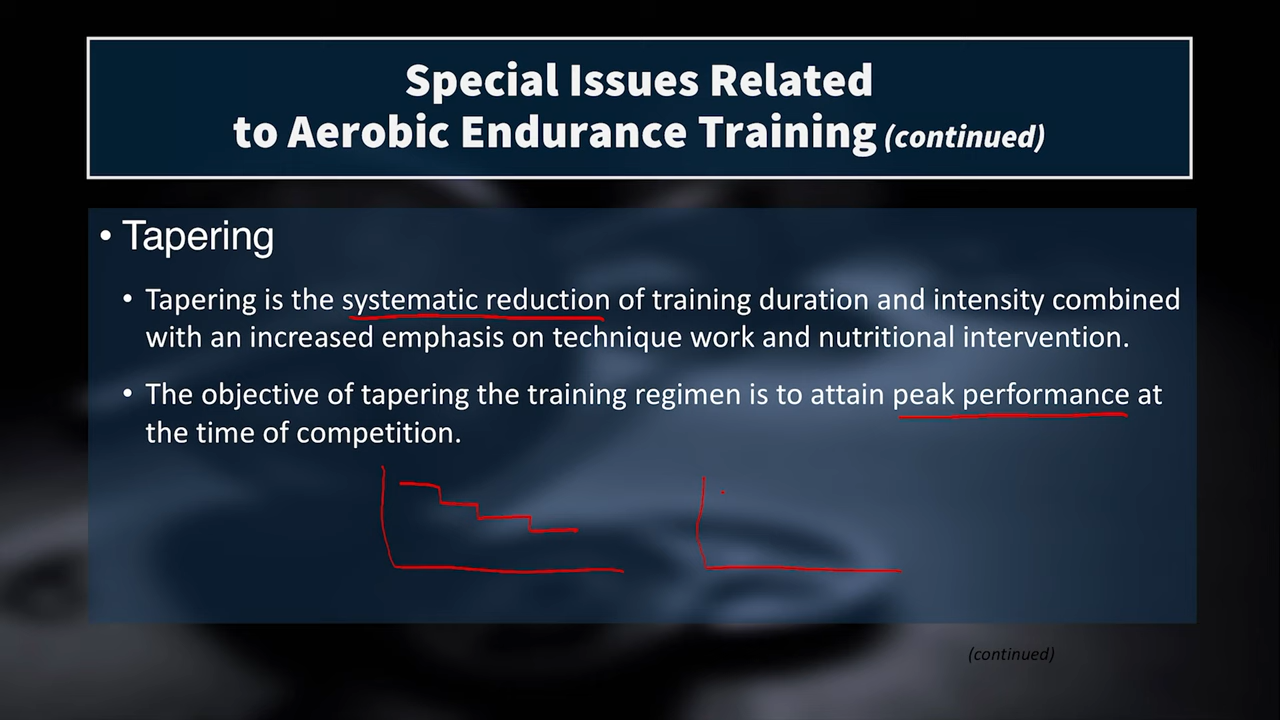 Special Issues Related
to Aerobic Endurance Training (continued)
• Tapering
• Tapering is the systematic reduction of training duration and intensity combined
with an increased emphasis on technique work and nutritional intervention.
• The objective of tapering the training regimen is to attain peak performance at
the time of competition.
(continued)